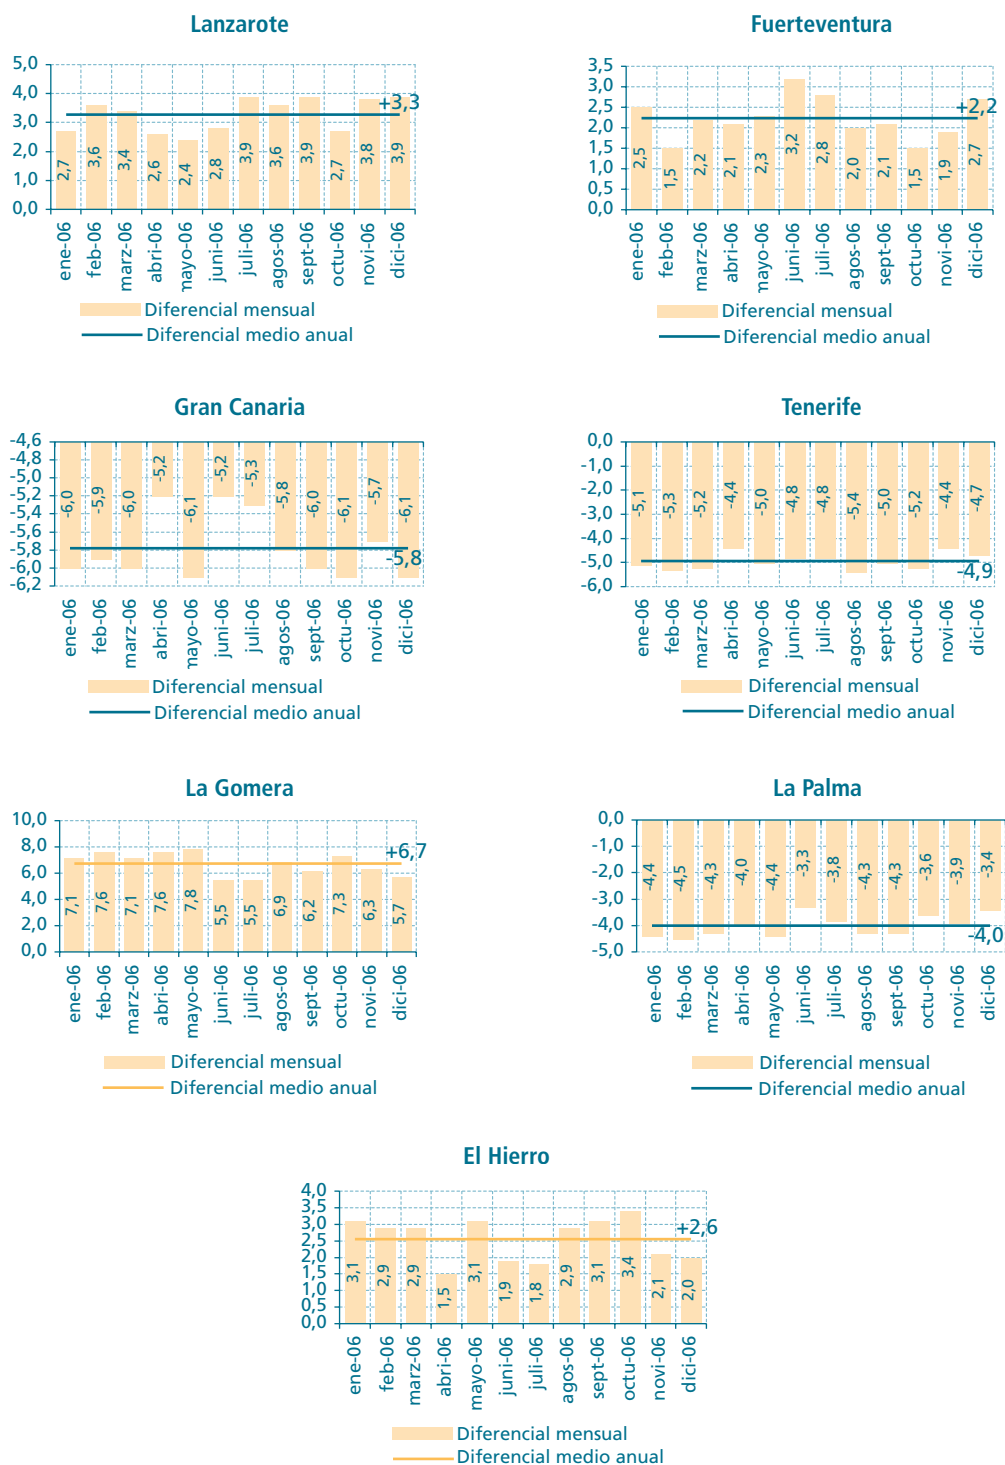 Lanzarote
5,0
4,0
3,0
2,0
1,0
0,0
2,7
3,6
3,4
2,6
2,4
2,8
3,9
3,6
3,9
2,7
3,8
3,9
+3,3
ene-06
feb-06
marz-06
abri-06
mayo-06
juni-06
juli-06
agos-06
sept-06
octu-06
novi-06
dici-06
Diferencial mensual
Diferencial medio anual
Fuerteventura
3,5
3,0
2,5
2,0
1,5
1,0
0,5
0,0
2,5
1,5
2,2
2,1
2,3
3,2
2,8
2,0
2,1
1,5
1,9
2,7
+2,2
ene-06
feb-06
marz-06
abri-06
mayo-06
juni-06
juli-06
agos-06
sept-06
octu-06
novi-06
dici-06
Diferencial mensual
Diferencial medio anual
Gran Canaria
-4,6
-4,8
-5,0
-5,2
-5,4
-5,6
-5,8
-6,0
-6,2
-6,0
-5,9
-6,0
-5,2
-6,1
-5,2
-5,3
-5,8
-6,0
-6,1
-5,7
-6,1
-5,8
ene-06
feb-06
marz-06
abri-06
mayo-06
juni-06
juli-06
agos-06
sept-06
octu-06
novi-06
dici-06
Diferencial mensual
Diferencial medio anual
Tenerife
0,0
-1,0
-2,0
-3,0
-4,0
-5,0
-6,0
-5,1
-5,3
-5,2
-4,4
-5,0
-4,8
-4,8
-5,4
-5,0
-5,2
-4,4
-4,7
-4,9
ene-06
feb-06
marz-06
abri-06
mayo-06
juni-06
juli-06
agos-06
sept-06
octu-06
novi-06
dici-06
Diferencial mensual
Diferencial medio anual
La Gomera
10,0
8,0
6,0
4,0
2,0
0,0
7,1
7,6
7,1
7,6
7,8
5,5
5,5
6,9
6,2
7,3
6,3
5,7
+6,7
ene-06
feb-06
marz-06
abri-06
mayo-06
juni-06
juli-06
agos-06
sept-06
octu-06
novi-06
dici-06
Diferencial mensual
Diferencial medio anual
La Palma
0,0
-1,0
-2,0
-3,0
-4,0
-5,0
-4,4
-4,5
-4,3
-4,0
-4,4
-3,3
-3,8
-4,3
-4,3
-3,6
-3,9
-3,4
-4,0
ene-06
feb-06
marz-06
abri-06
mayo-06
juni-06
juli-06
agos-06
sept-06
octu-06
novi-06
dici-06
Diferencial mensual
Diferencial medio anual
El Hierro
4,0
3,5
3,0
2,5
2,0
1,5
1,0
0,5
0,0
3,1
2,9
2,9
1,5
3,1
1,9
1,8
2,9
3,1
3,4
2,1
2,0
+2,6
ene-06
feb-06
marz-06
abri-06
mayo-06
juni-06
juli-06
agos-06
sept-06
octu-06
novi-06
dici-06
Diferencial mensual
Diferencial medio anual